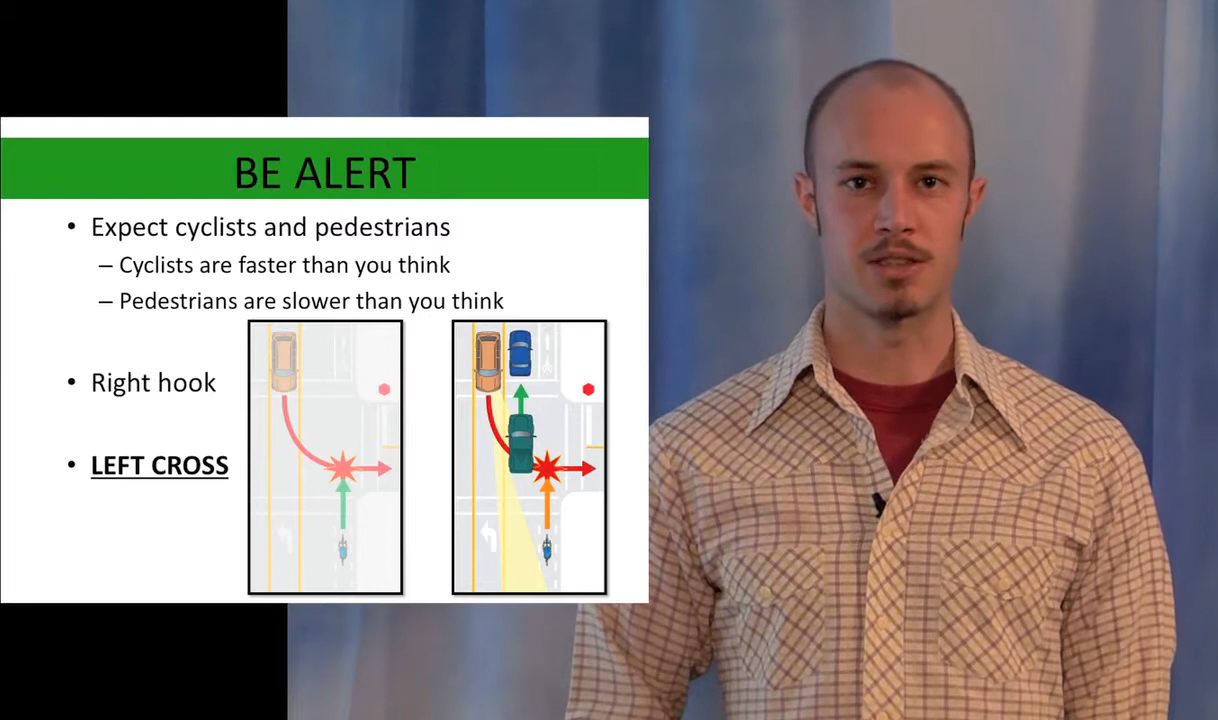 BE ALERT
• Expect cyclists and pedestrians
– Cyclists are faster than you think
– Pedestrians are slower than you think
• Right hook
• LEFT CROSS